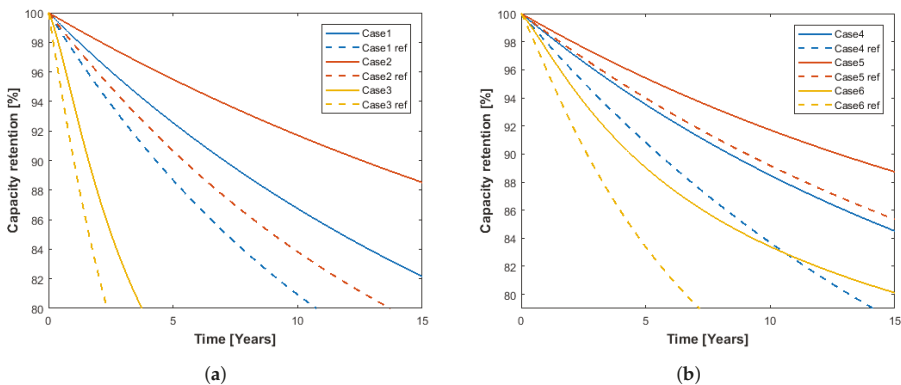 100
98
96
94
92
90
88
86
84
82
80
Capacity retention [%]
0
5
10
15
Time [Years]
Case1
Case1 ref
Case2
Case2 ref
Case3
Case3 ref
(a)
100
98
96
94
92
90
88
86
84
82
80
Capacity retention [%]
0
5
10
15
Time [Years]
Case4
Case4 ref
Case5
Case5 ref
Case6
Case6 ref
(b)